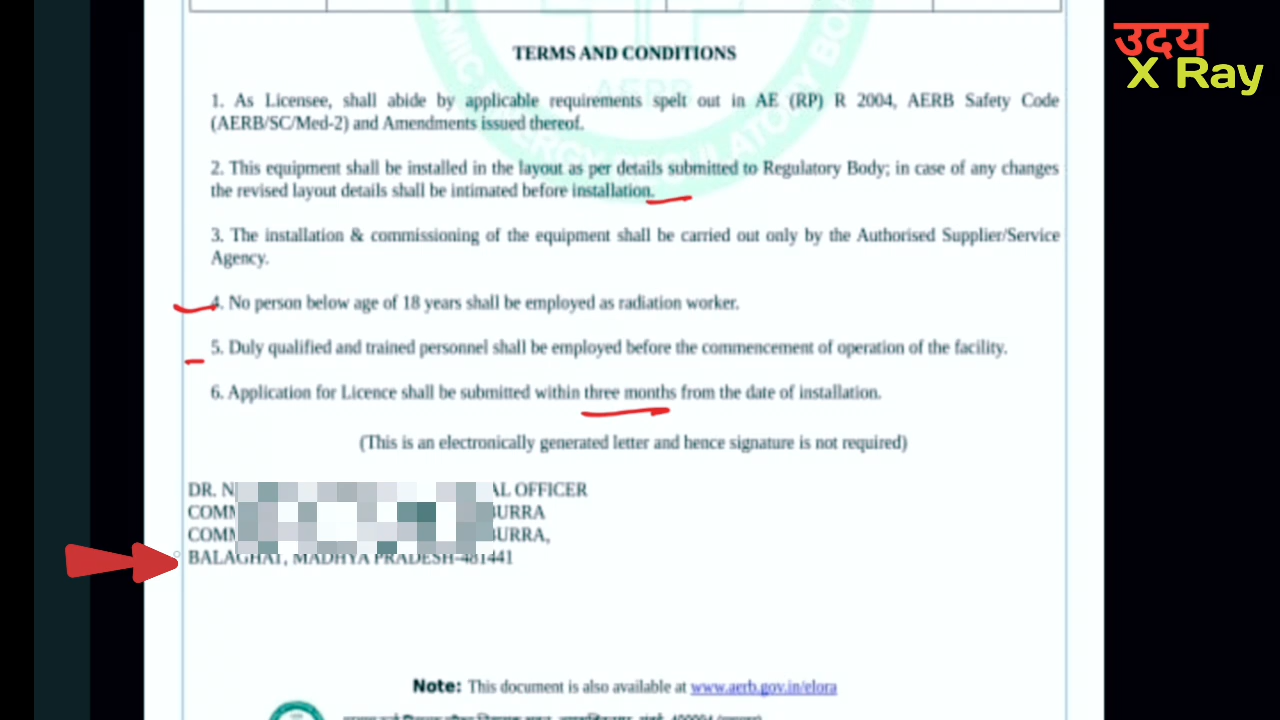 उदय
X Ray
TERMS AND CONDITIONS
1. As Licensee, shall abide by applicable requirements spelt out in AE (RP) R 2004, AERB Safety Code
(AERB/SC/Med-2) and Amendments issued thereof.
2. This equipment shall be installed in the layout as per details submitted to Regulatory Body; in case of any changes
the revised layout details shall be intimated before installation.
3. The installation & commissioning of the equipment shall be carried out only by the Authorised Supplier/Service
Agency.
4. No person below age of 18 years shall be employed as radiation worker.
5. Duly qualified and trained personnel shall be employed before the commencement of operation of the facility.
6. Application for Licence shall be submitted within three months from the date of installation.
(This is an electronically generated letter and hence signature is not required)
DR. OFFICER
BALAGHAT, MADHYA PRADESH-481441
Note: This document is also available at www.aerb.gov.in/elora